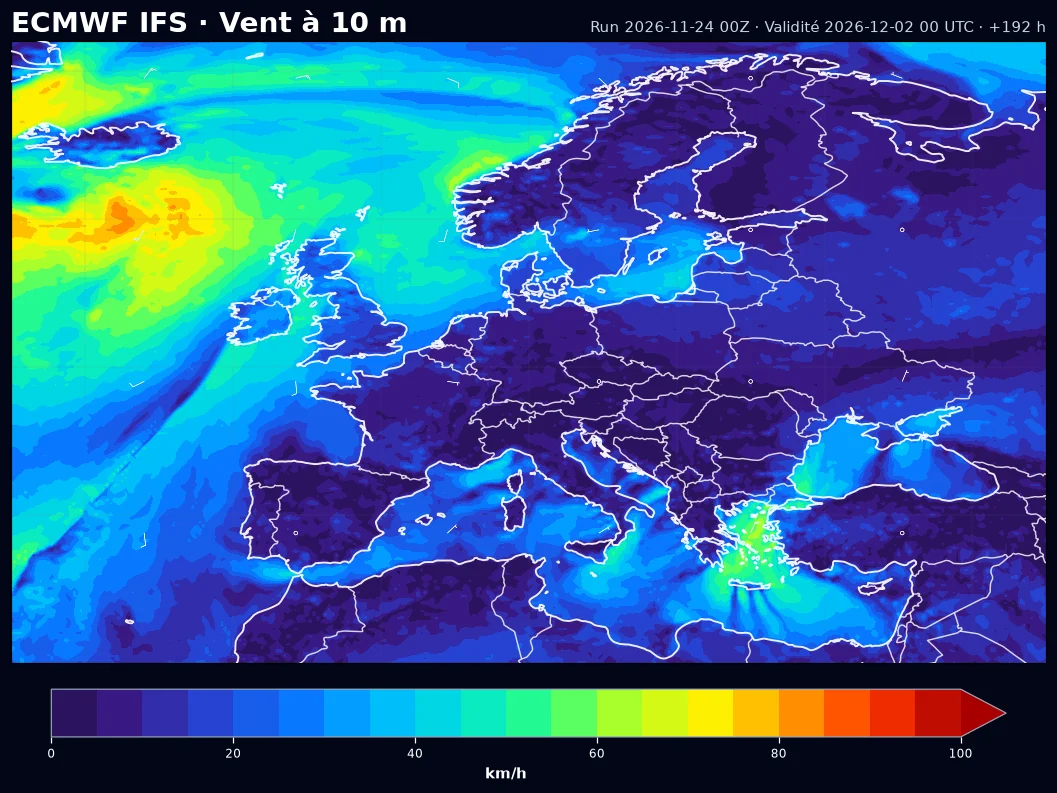 ECMWF IFS · Vent à 10 m
Run 2026-11-24 00Z · Validité 2026-12-02 00 UTC · +192 h
0 20 40 60 80 100
km/h